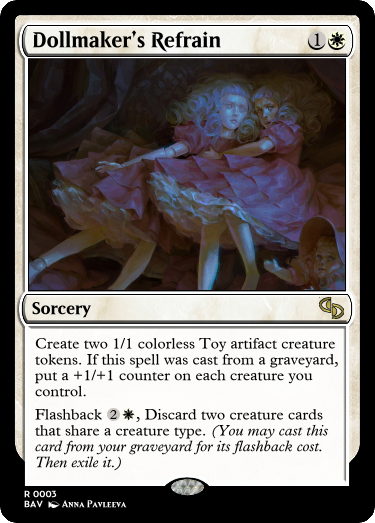 Dollmaker's Refrain 1
Sorcery
Create two 1/1 colorless Toy artifact creature
tokens. If this spell was cast from a graveyard,
put a +1/+1 counter on each creature you
control.
Flashback 2, Discard two creature cards
that share a creature type. (You may cast this
card from your graveyard for its flashback cost.
Then exile it.)
R 0003
BAV Anna Pavleeva